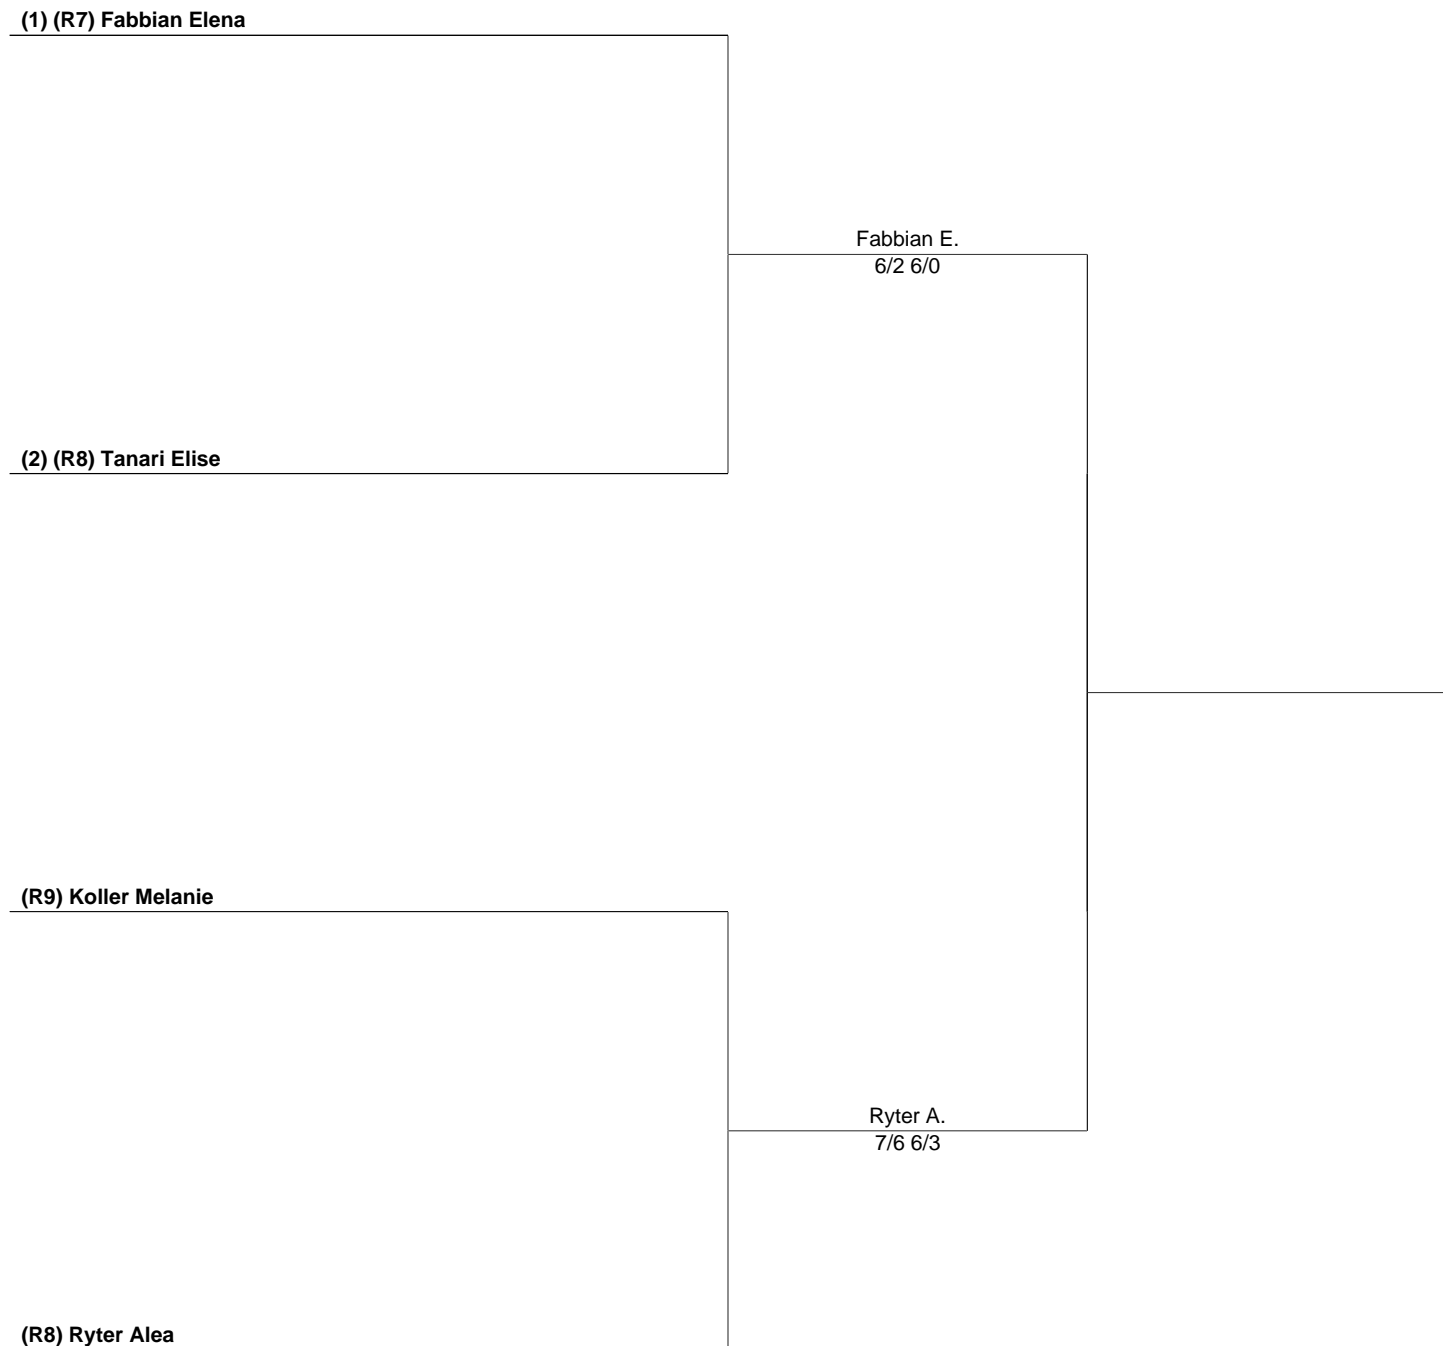 (1) (R7) Fabbian Elena
Fabbian E.
6/2 6/0
(2) (R8) Tanari Elise
(R9) Koller Melanie
Ryter A.
7/6 6/3
(R8) Ryter Alea